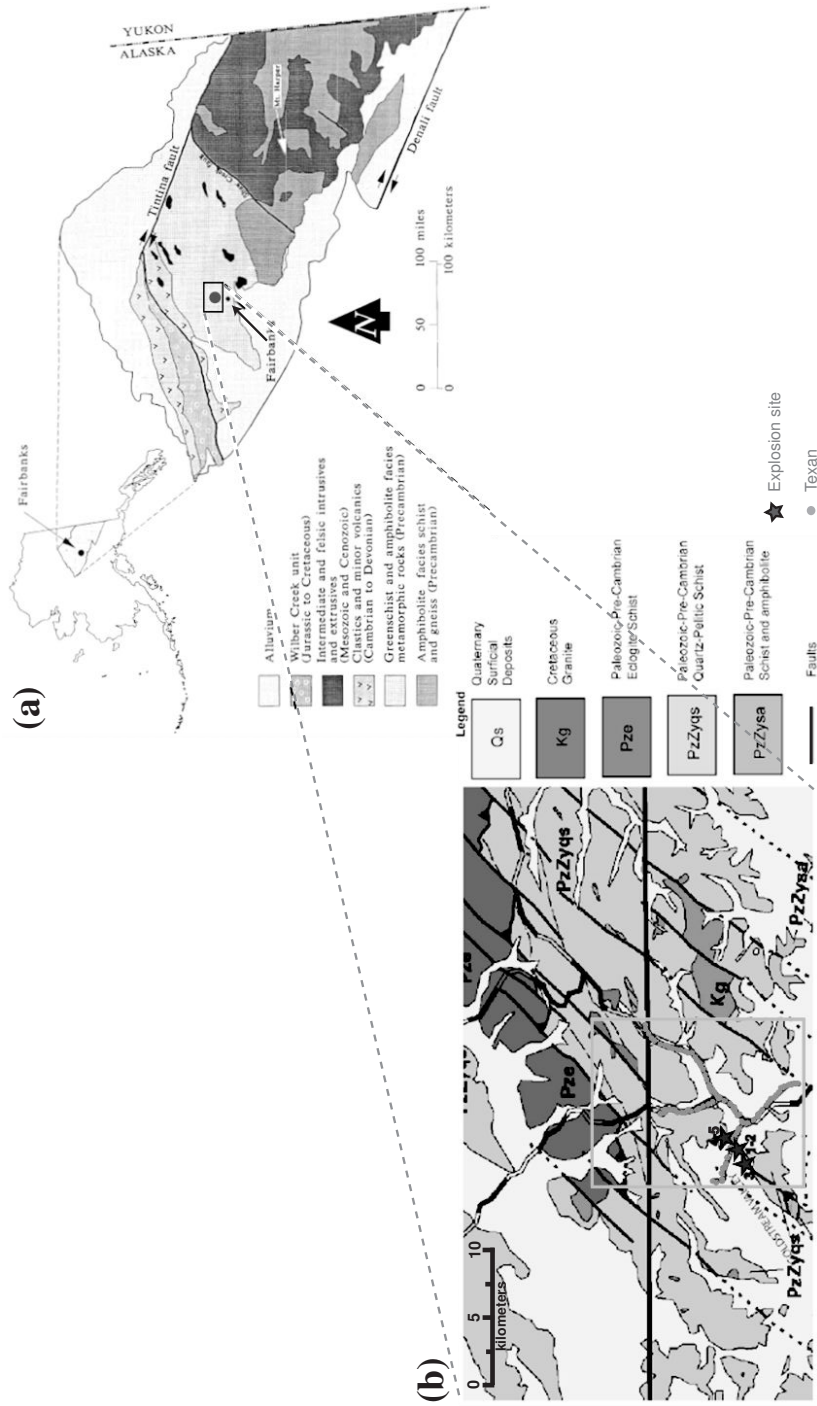 (a)
Fairbanks
YUKON
ALASKA
Tintina fault
Mt. Harper
Denali fault
Fairbanks
N
0 50 100 miles
0 100 kilometers
Alluvium
Wilber Creek unit
(Jurassic to Cretaceous)
Intermediate and felsic intrusives
and extrusives
(Mesozoic and Cenozoic)
Clastics and minor volcanics
(Cambrian to Devonian)
Greenschist and amphibolite facies
metamorphic rocks (Precambrian)
Amphibolite facies schist
and gneiss (Precambrian)
(b)
0 5 10
kilometers
Pze
Pze
PzZyqs
Kg
PzZysa
PzZyqs
5
1-2
Legend
Qs
Quaternary
Surficial
Deposits
Kg
Cretaceous
Granite
Pze
Paleozoic-Pre-Cambrian
Eclogite/Schist
PzZyqs
Paleozoic-Pre-Cambrian
Quartz-Pelitic Schist
PzZysa
Paleozoic-Pre-Cambrian
Schist and amphibolite
Faults
Explosion site
Texan